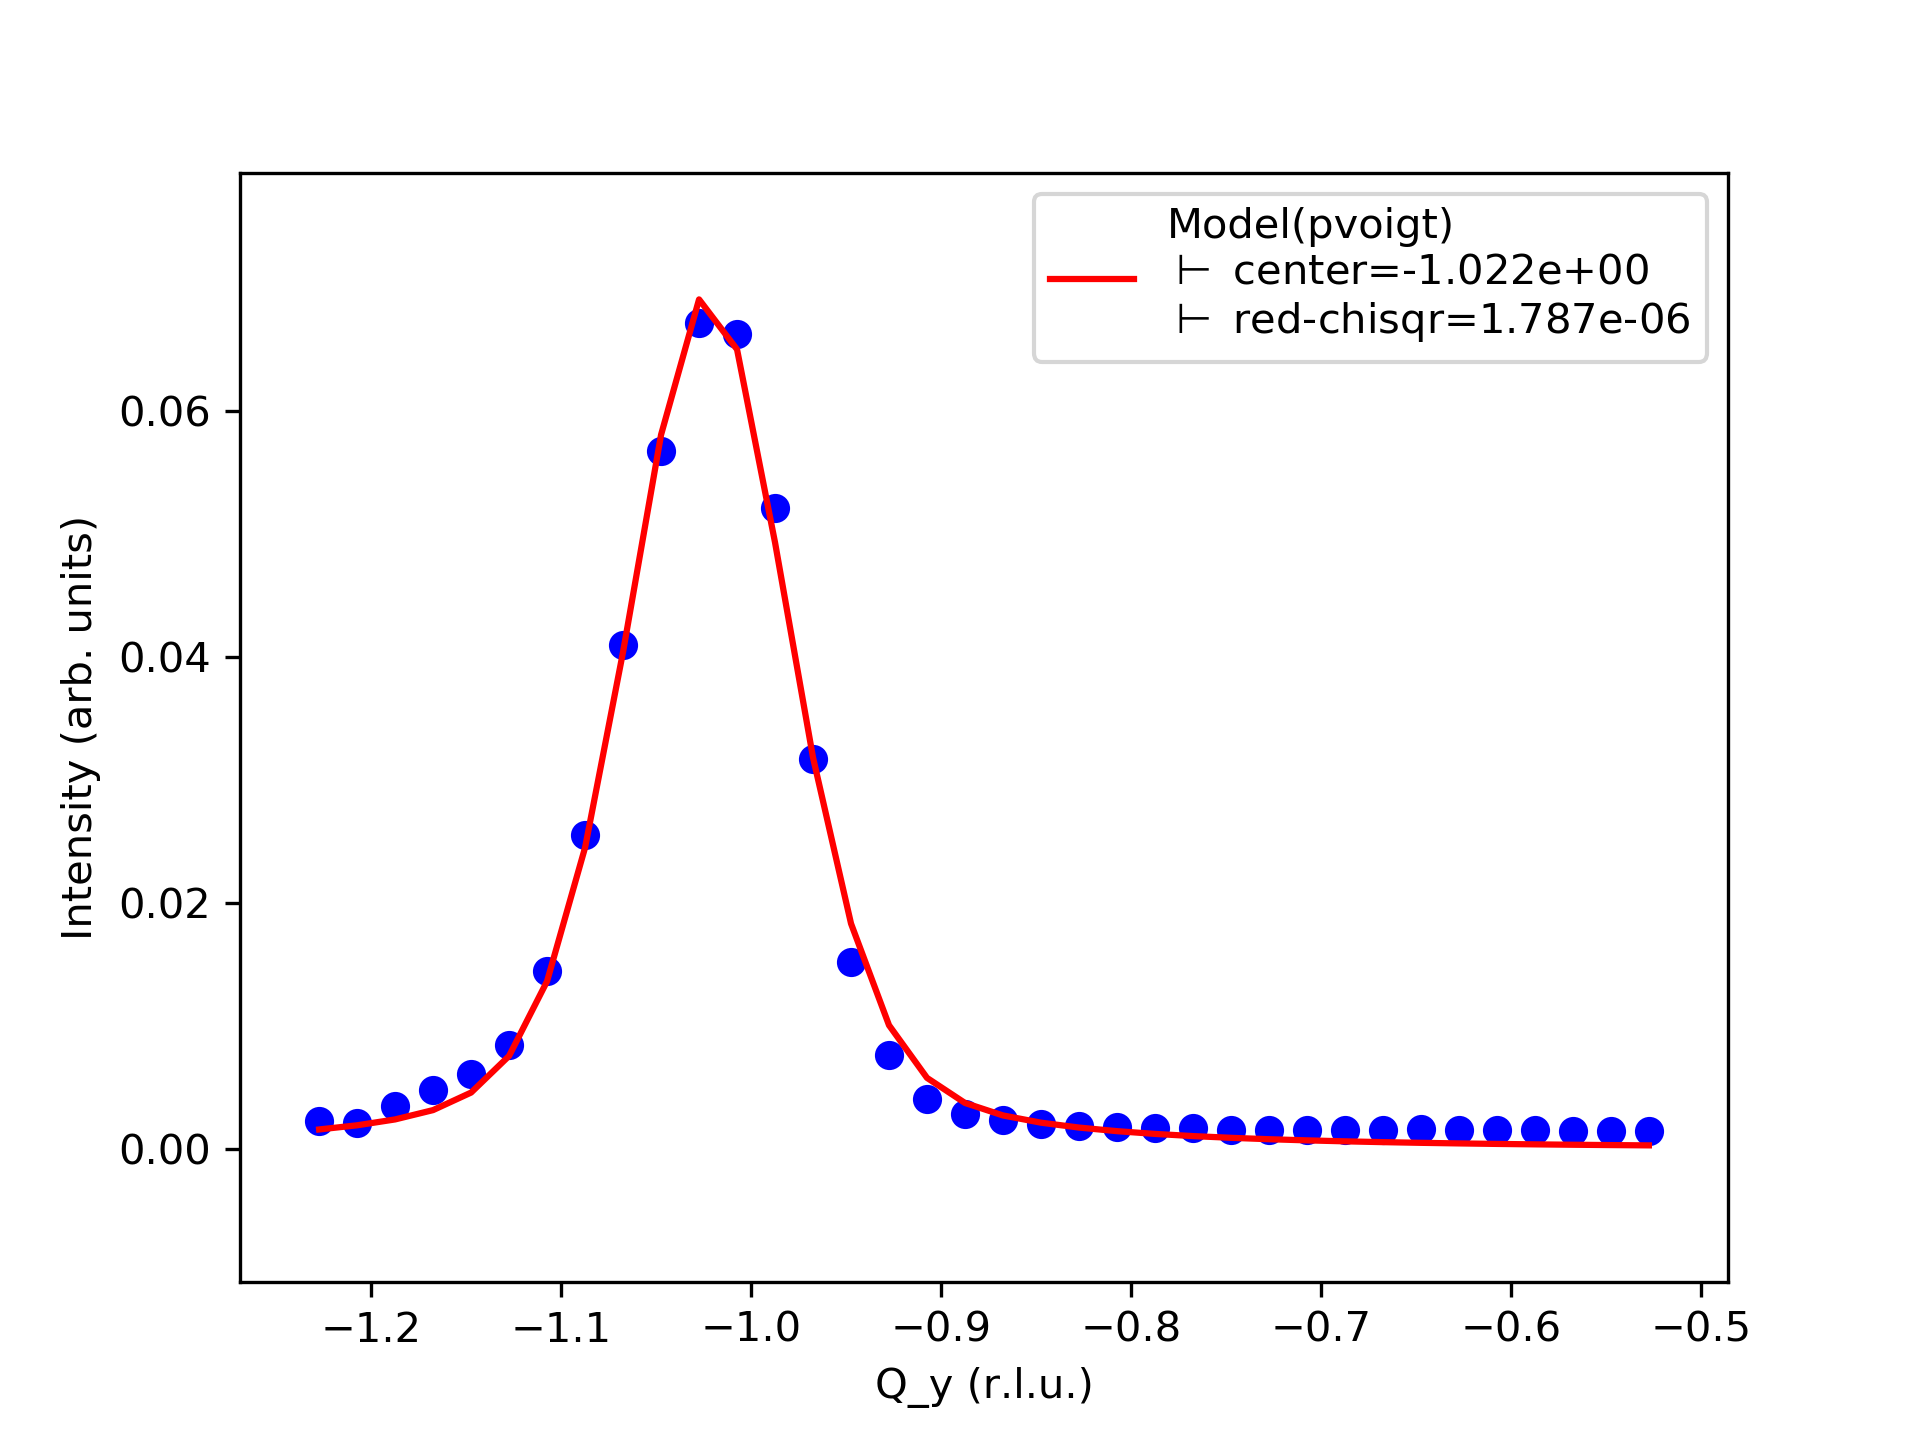 Model(pvoigt)
⊢ center=-1.022e+00
⊢ red-chisqr=1.787e-06
Intensity (arb. units)
0.06
0.04
0.02
0.00
−1.2 −1.1 −1.0 −0.9 −0.8 −0.7 −0.6 −0.5
Q_y (r.l.u.)